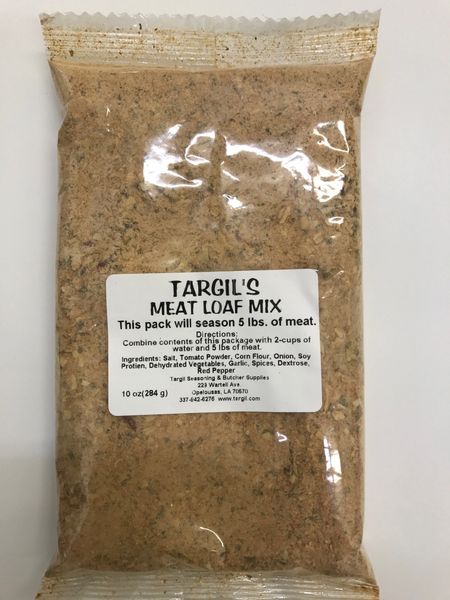 TARGIL'S
MEAT LOAF MIX
This pack will season 5 lbs. of meat.
Directions:
Combine contents of this package with 2-cups of
water and 5 lbs of meat.
Ingredients: Salt, Tomato Powder, Corn Flour, Onion, Soy
Protien, Dehydrated Vegetables, Garlic, Spices, Dextrose,
Red Pepper
Targil Seasoning & Butcher Supplies
229 Wartell Ave.
10 oz(284 g) Opelousas, LA 70570
337-942-6276 www.targil.com